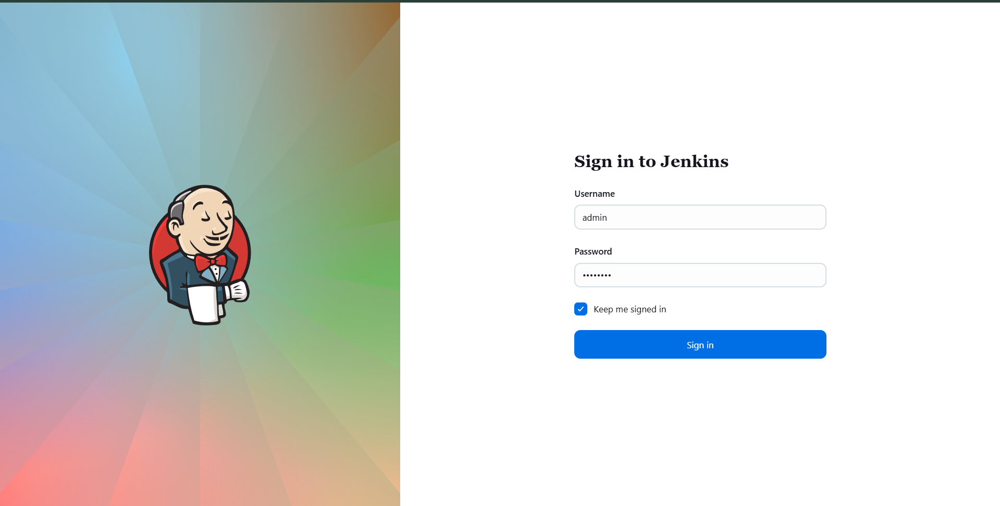 Sign in to Jenkins
Username
admin
Password
••••••••
Keep me signed in
Sign in